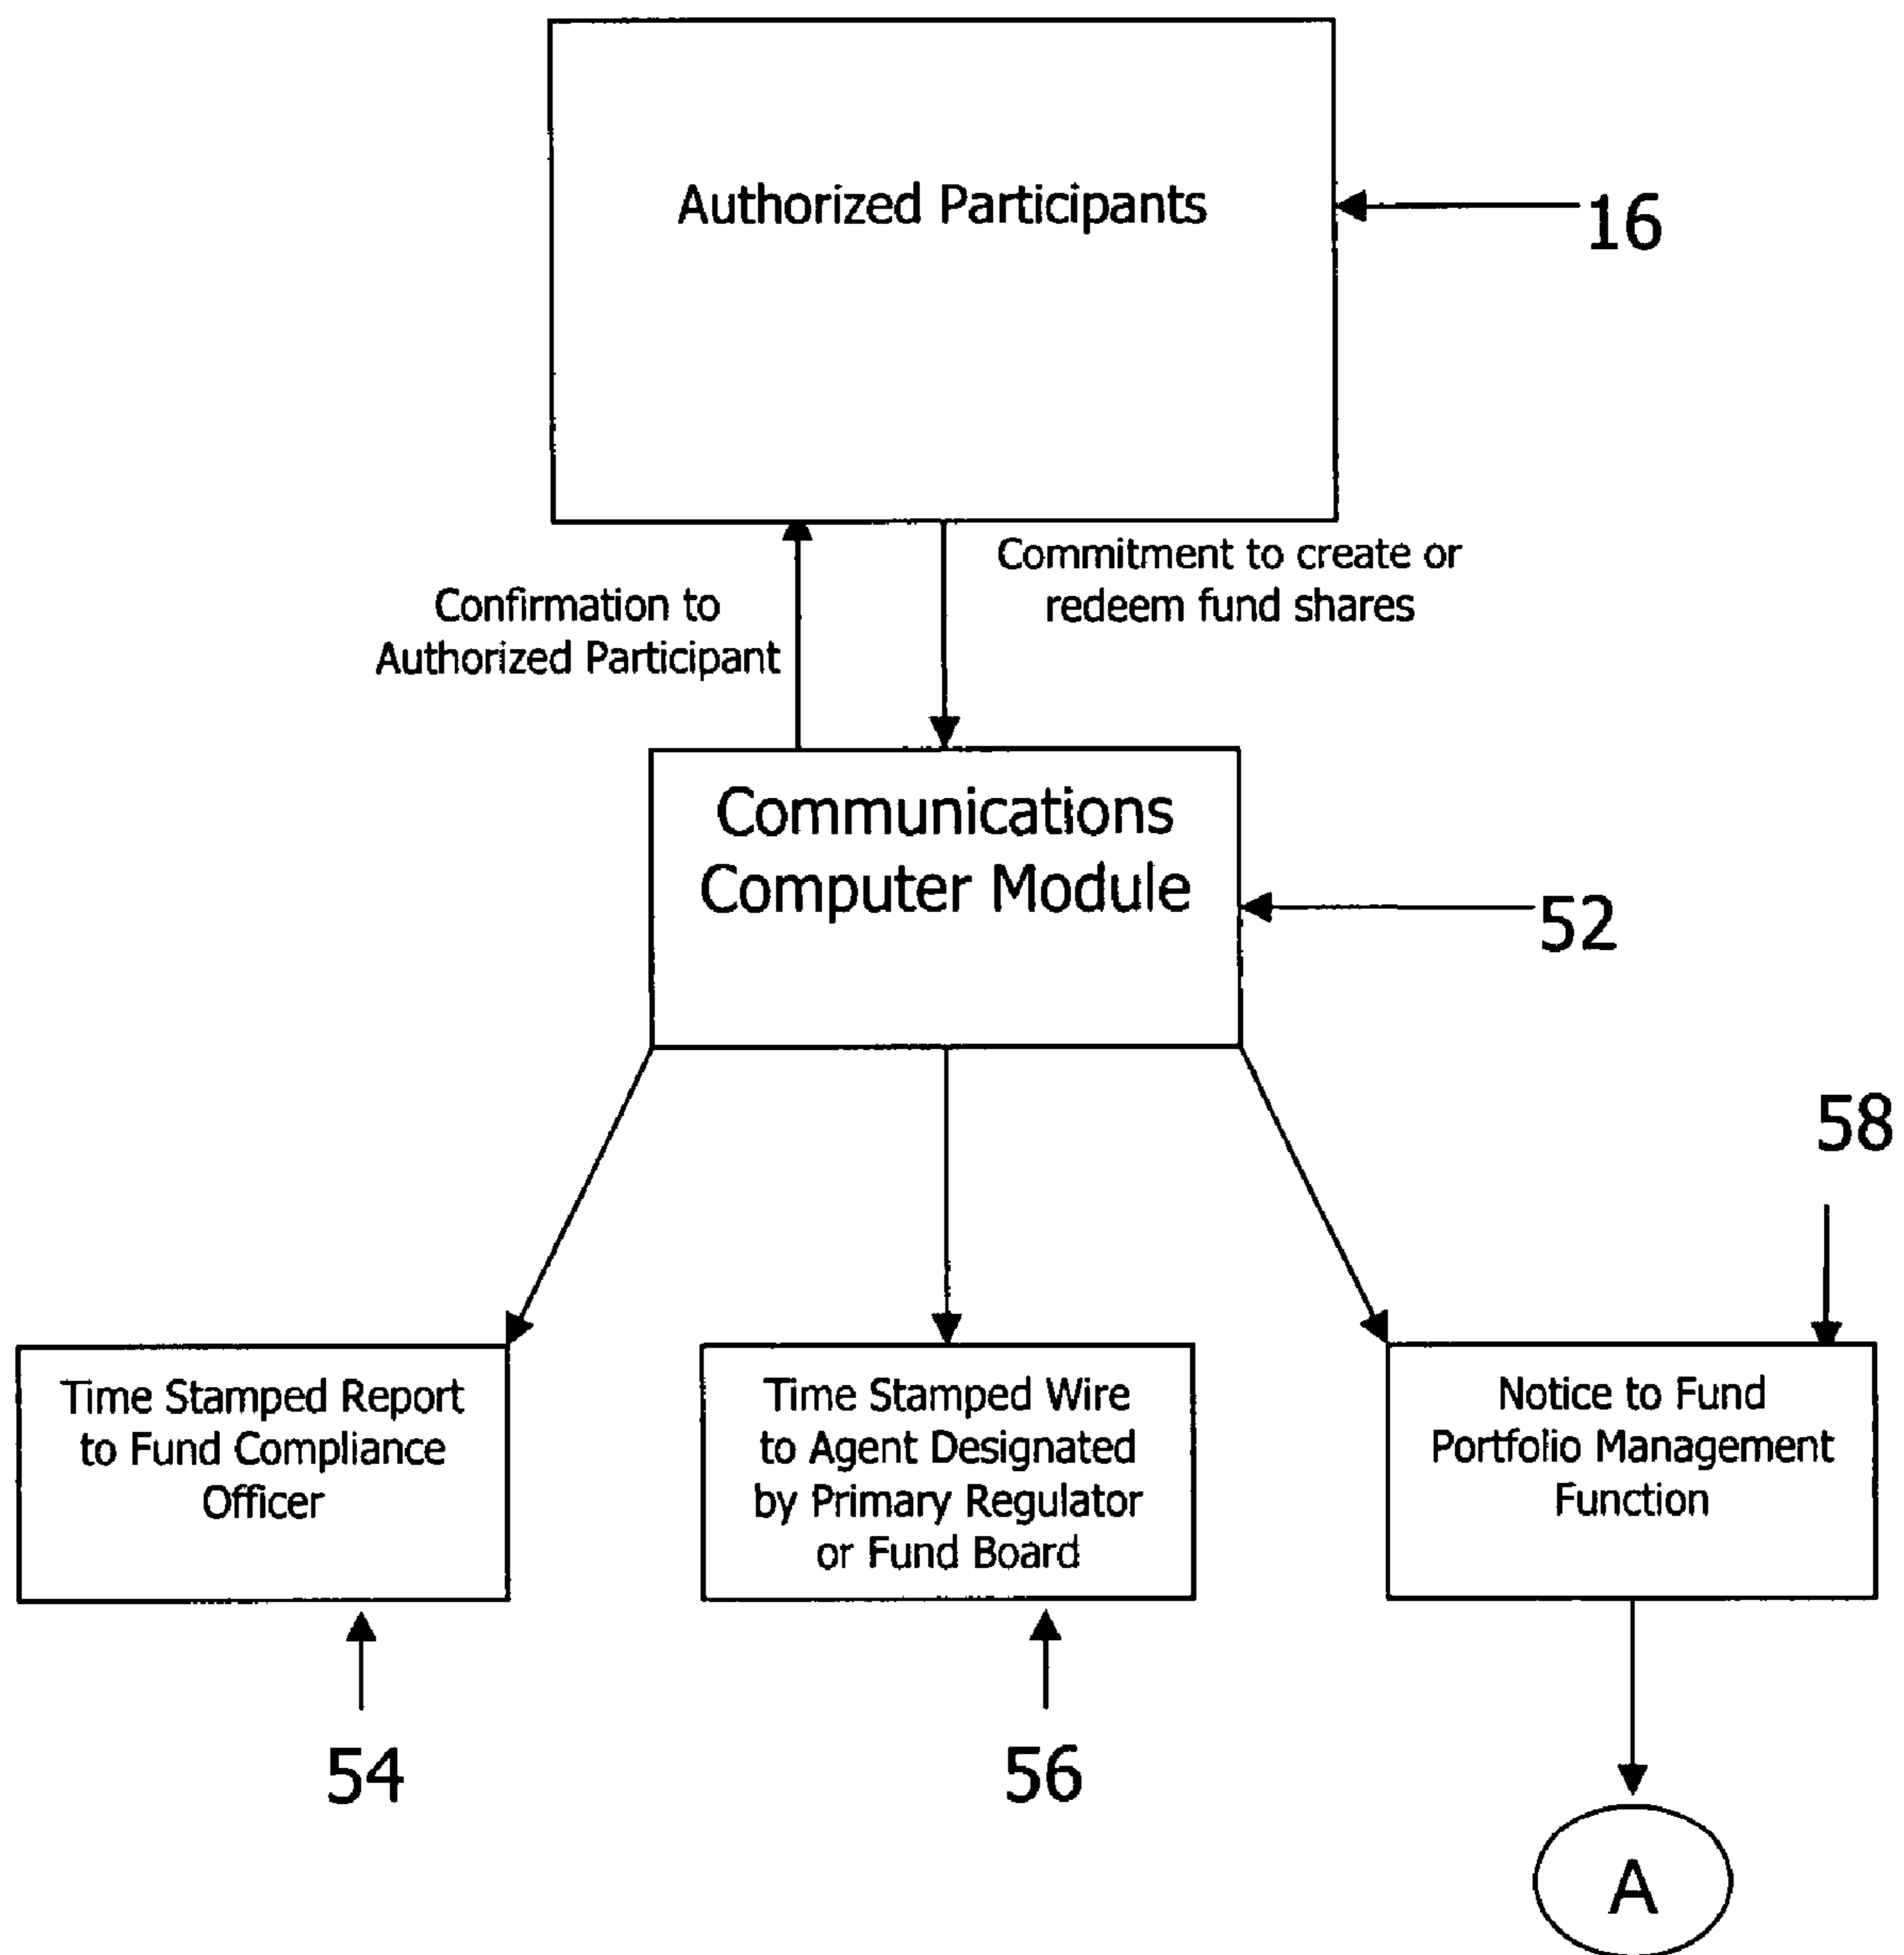 Authorized Participants
16
Commitment to create or
redeem fund shares
Confirmation to
Authorized Participant
Communications
Computer Module
52
58
Time Stamped Report
to Fund Compliance
Officer
Time Stamped Wire
to Agent Designated
by Primary Regulator
or Fund Board
Notice to Fund
Portfolio Management
Function
54
56
A